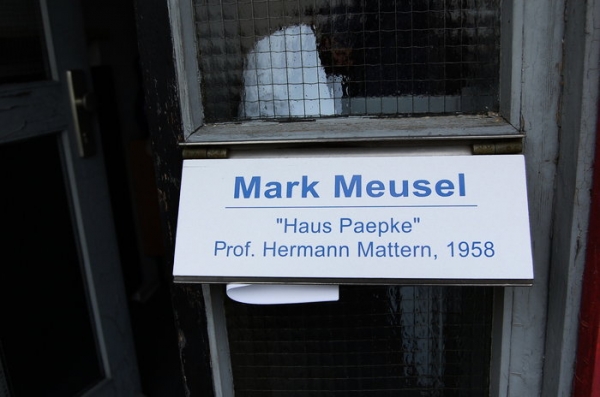 Mark Meusel
"Haus Paepke"
Prof. Hermann Mattern, 1958